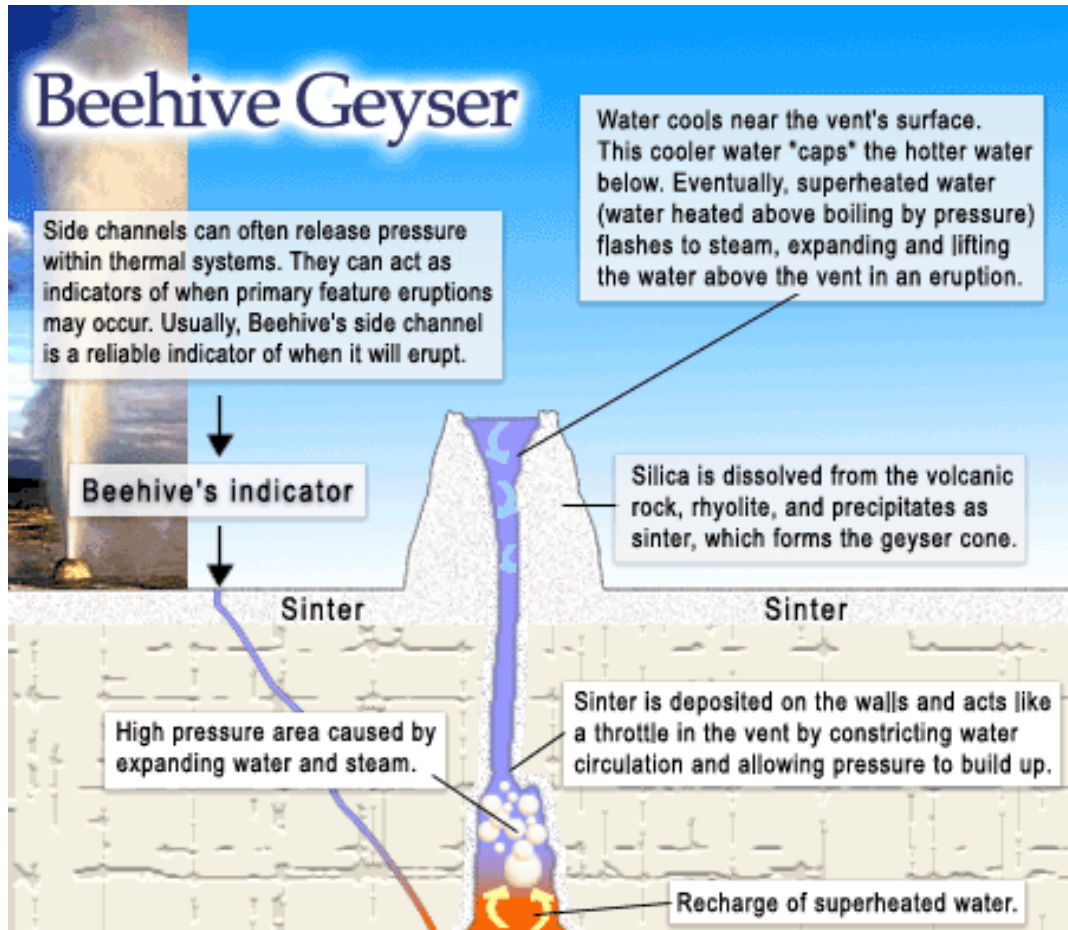 Beehive Geyser
Water cools near the vent's surface.
This cooler water "caps" the hotter water
below. Eventually, superheated water
(water heated above boiling by pressure)
flashes to steam, expanding and lifting
the water above the vent in an eruption.
Side channels can often release pressure
within thermal systems. They can act as
indicators of when primary feature eruptions
may occur. Usually, Beehive's side channel
is a reliable indicator of when it will erupt.
Beehive's indicator
Silica is dissolved from the volcanic
rock, rhyolite, and precipitates as
sinter, which forms the geyser cone.
Sinter
Sinter
Sinter is deposited on the walls and acts like
a throttle in the vent by constricting water
circulation and allowing pressure to build up.
High pressure area caused by
expanding water and steam.
Recharge of superheated water.